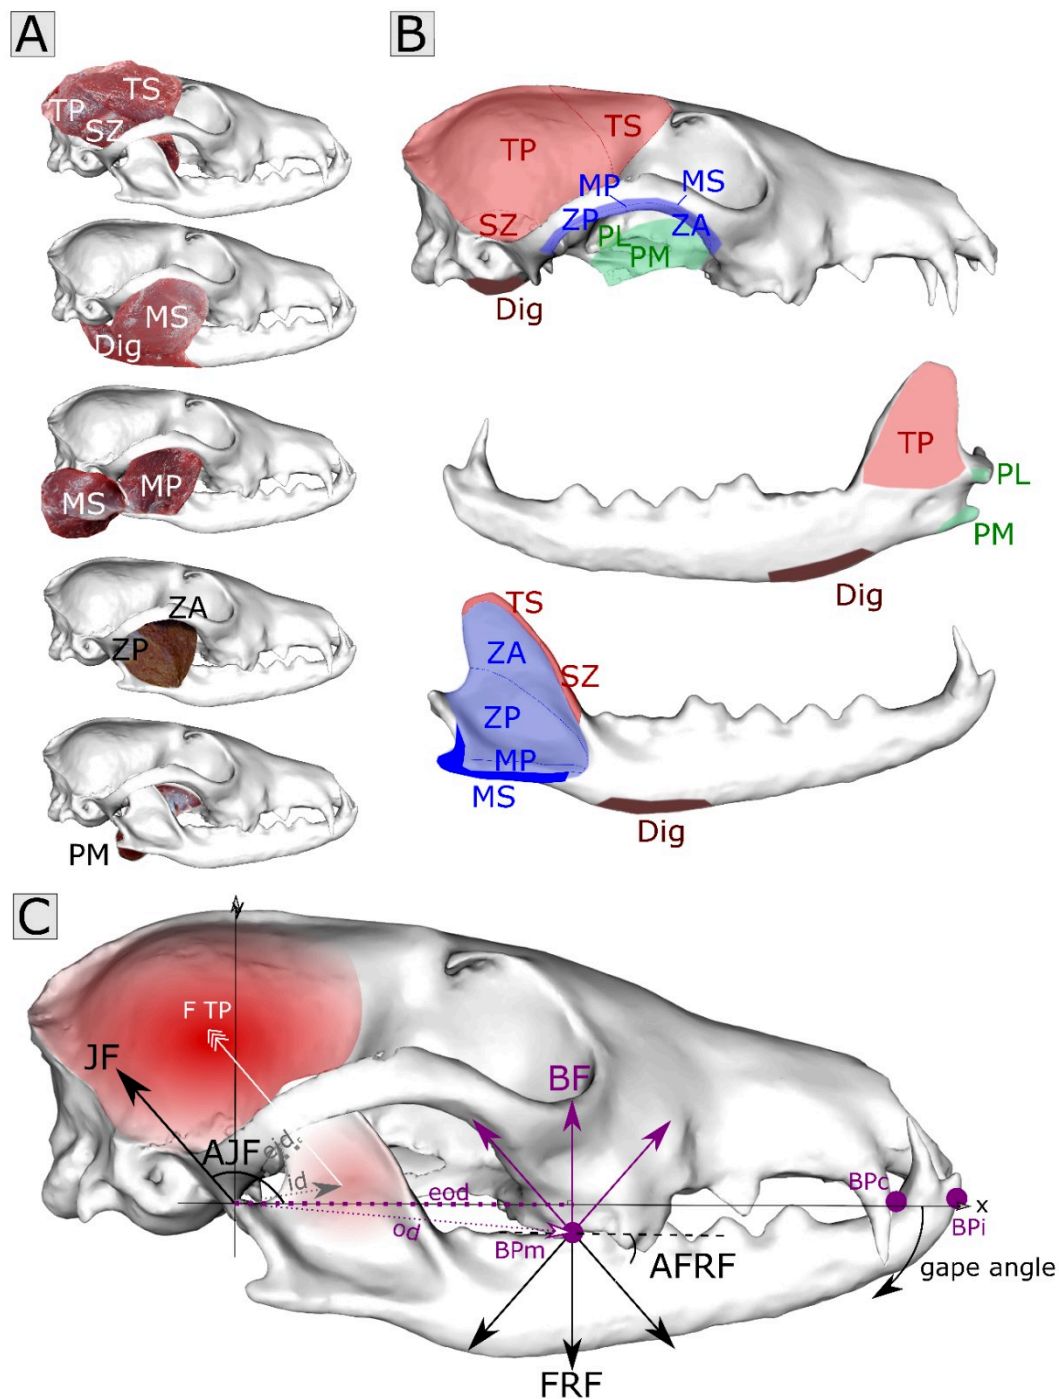 A
TS
TP
SZ
MS
Dig
MS
MP
ZA
ZP
PM
B
TS
TP
MP
MS
SZ
ZP
ZA
PL
PM
Dig
TP
PL
PM
Dig
TS
ZA
SZ
ZP
MP
MS
Dig
C
y
F TP
JF
BF
AJF
ejd
id
eod
od
BPm
BPc
x
BPi
AFRF
gape angle
FRF